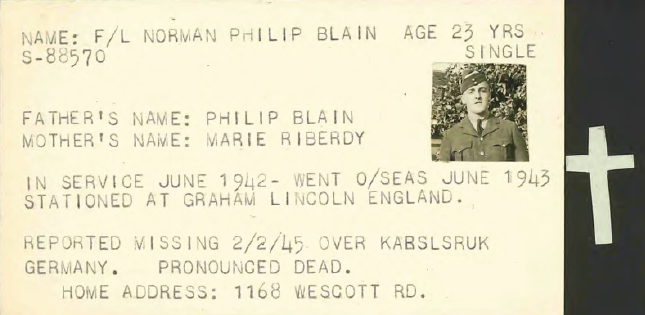 NAME: F/L NORMAN PHILIP BLAIN AGE 23 YRS
S-88570 SINGLE
FATHER'S NAME: PHILIP BLAIN
MOTHER'S NAME: MARIE RIBERDY
IN SERVICE JUNE 1942- WENT O/SEAS JUNE 1943
STATIONED AT GRAHAM LINCOLN ENGLAND.
REPORTED MISSING 2/2/45 OVER KABSLSRUK
GERMANY. PRONOUNCED DEAD.
HOME ADDRESS: 1168 WESCOTT RD.